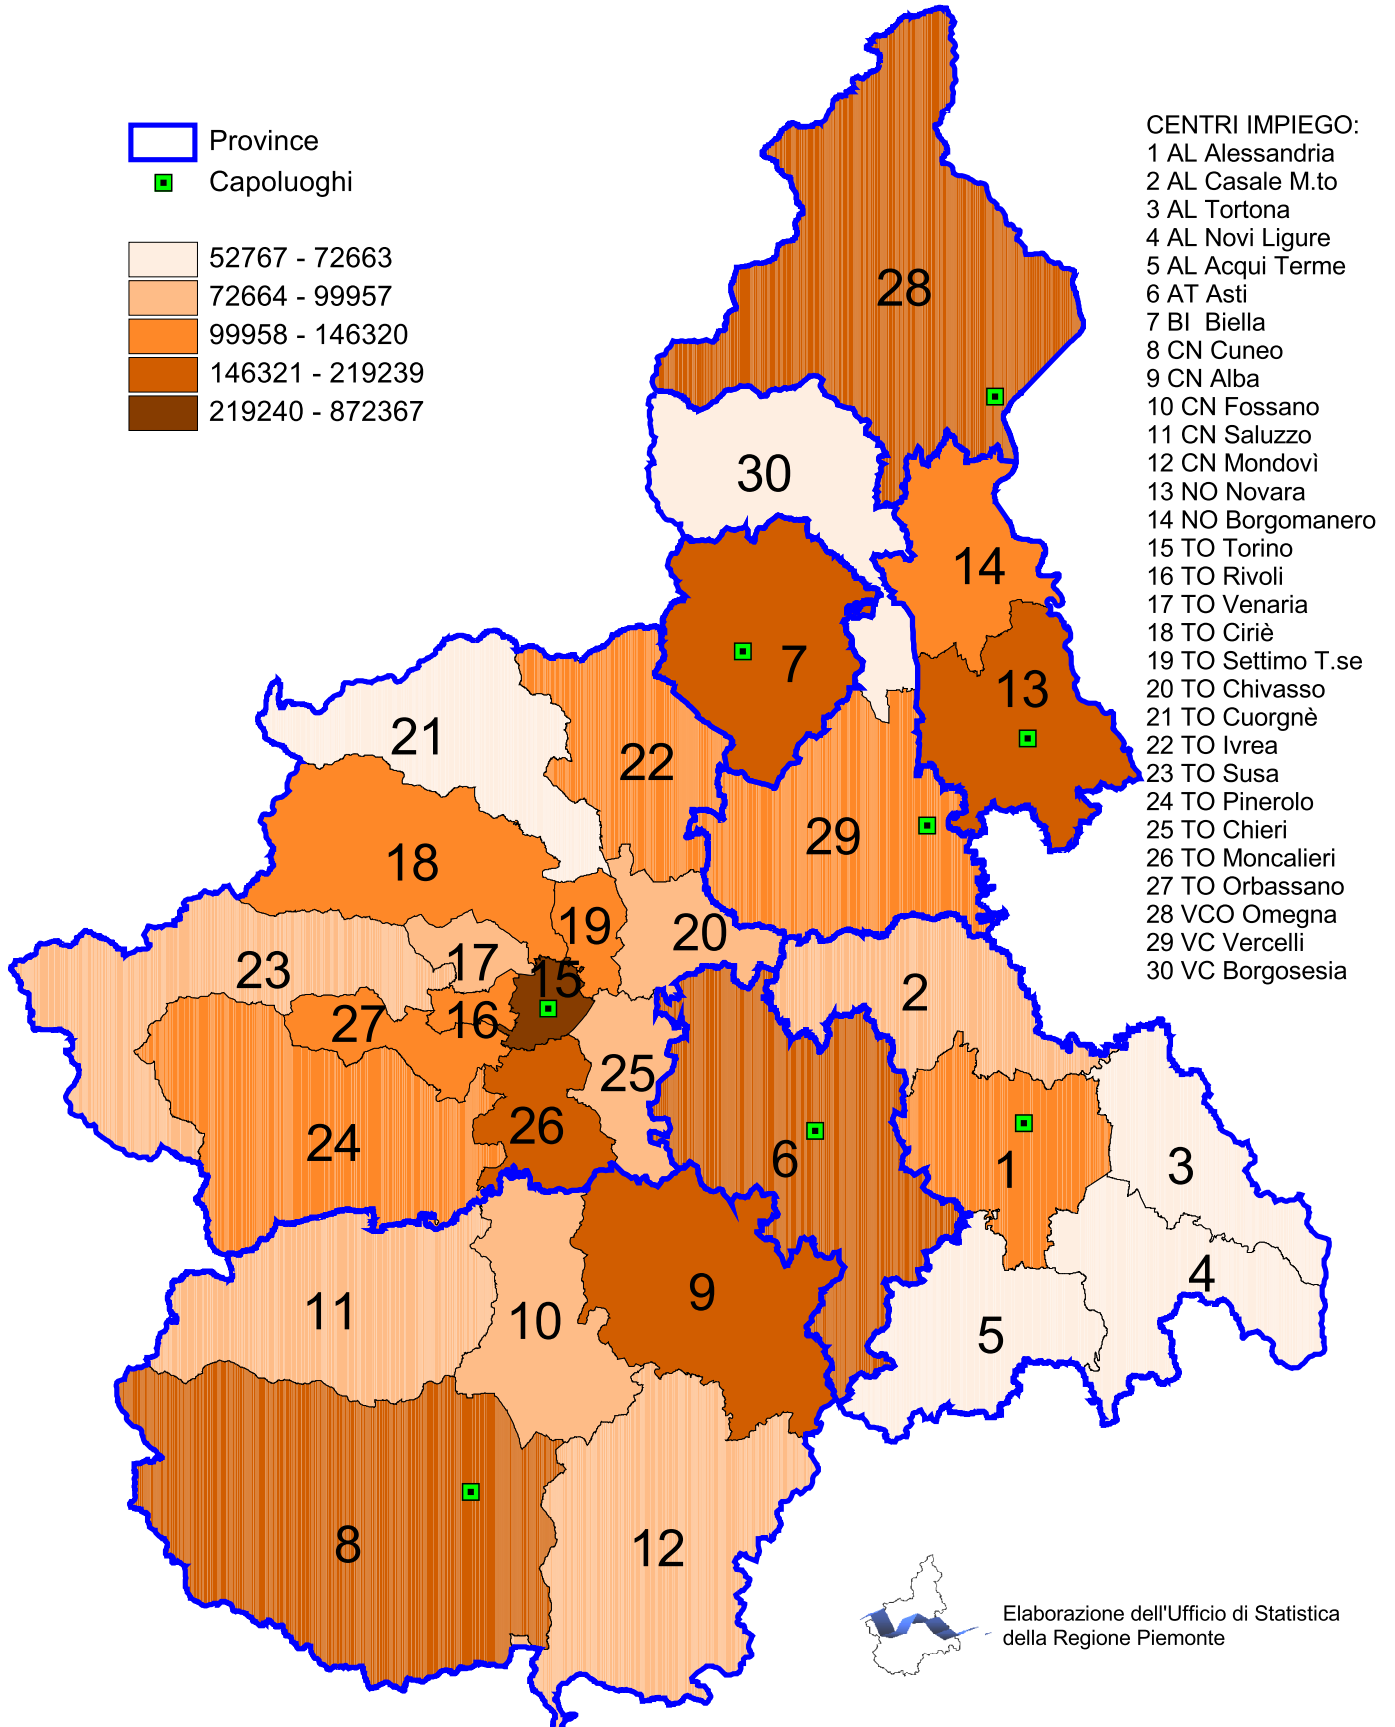 Province
Capoluoghi
52767 - 72663
72664 - 99957
99958 - 146320
146321 - 219239
219240 - 872367
CENTRI IMPIEGO:
1 AL Alessandria
2 AL Casale M.to
3 AL Tortona
4 AL Novi Ligure
5 AL Acqui Terme
6 AT Asti
7 BI  Biella
8 CN Cuneo
9 CN Alba
10 CN Fossano
11 CN Saluzzo
12 CN Mondovì
13 NO Novara
14 NO Borgomanero
15 TO Torino
16 TO Rivoli
17 TO Venaria
18 TO Ciriè
19 TO Settimo T.se
20 TO Chivasso
21 TO Cuorgnè
22 TO Ivrea
23 TO Susa
24 TO Pinerolo
25 TO Chieri
26 TO Moncalieri
27 TO Orbassano
28 VCO Omegna
29 VC Vercelli
30 VC Borgosesia
28
30
14
7
13
21
22
29
18
19
20
17
23
15
2
16
27
25
26
24
6
1
3
4
9
11
10
5
8
12
Elaborazione dell'Ufficio di Statistica
della Regione Piemonte